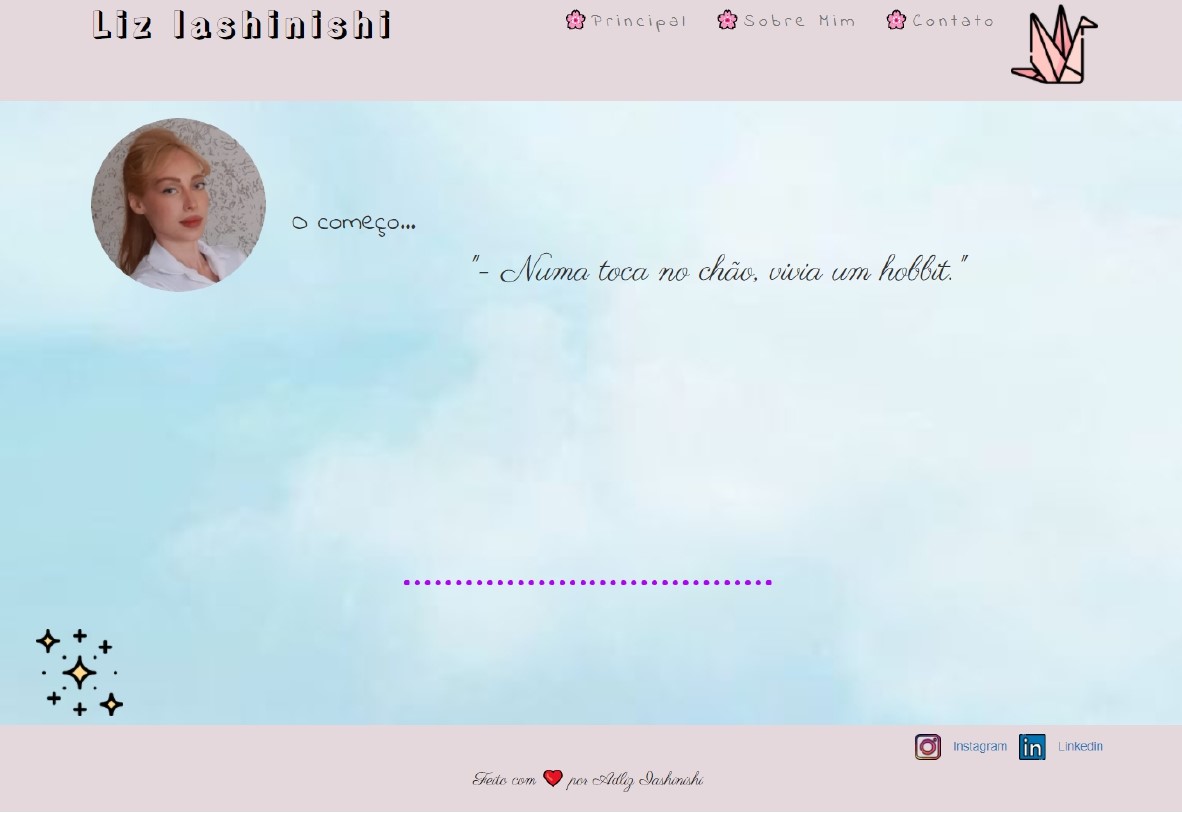 Liz Iashinishi
Principal Sobre Mim Contato
O começo...
"- Numa toca no chão, vivia um hobbit."
Instagram in Linkedin
Feito com ❤ por Adliz Iashinishi